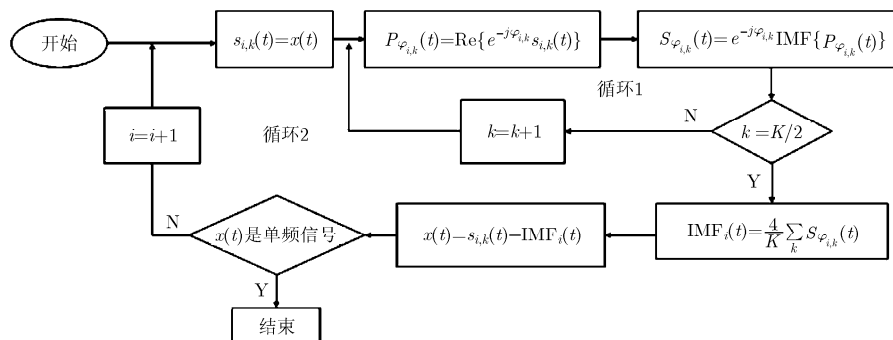 开始
s_{i,k}(t)=x(t)
P_{φ_{i,k}}(t)=Re{e^{-jφ_{i,k}}s_{i,k}(t)}
S_{φ_{i,k}}(t)=e^{-jφ_{i,k}}IMF{P_{φ_{i,k}}(t)}
循环1
i=i+1
循环2
k=k+1
N
k=K/2
Y
N
x(t)是单频信号
x(t)-s_{i,k}(t)-IMF_i(t)
IMF_i(t)=\frac{4}{K}\sum_k S_{φ_{i,k}}(t)
Y
结束